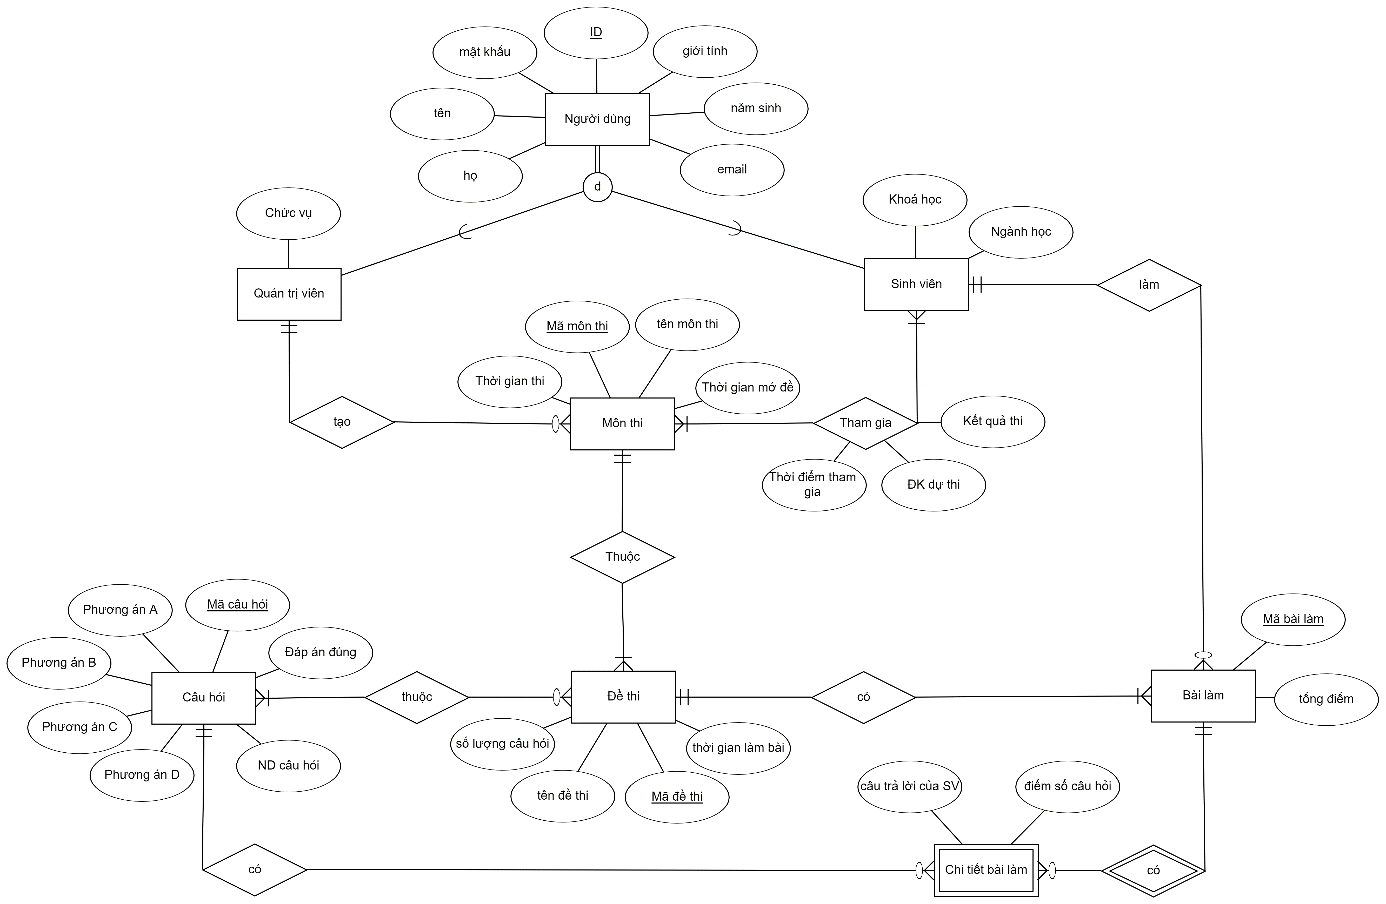 ID
mật khẩu
giới tính
tên
Người dùng
năm sinh
họ
email
d
Chức vụ
Khoá học
Ngành học
Quản trị viên
Sinh viên
làm
Mã môn thi
tên môn thi
Thời gian thi
Thời gian mở đề
tạo
Môn thi
Tham gia
Kết quả thi
Thời điểm tham
gia
ĐK dự thi
Thuộc
Phương án A
Mã câu hỏi
Mã bài làm
Phương án B
Đáp án đúng
Câu hỏi
thuộc
Đề thi
có
Bài làm
tổng điểm
Phương án C
số lượng câu hỏi
thời gian làm bài
Phương án D
ND câu hỏi
tên đề thi
Mã đề thi
câu trả lời của SV
điểm số câu hỏi
có
Chi tiết bài làm
có